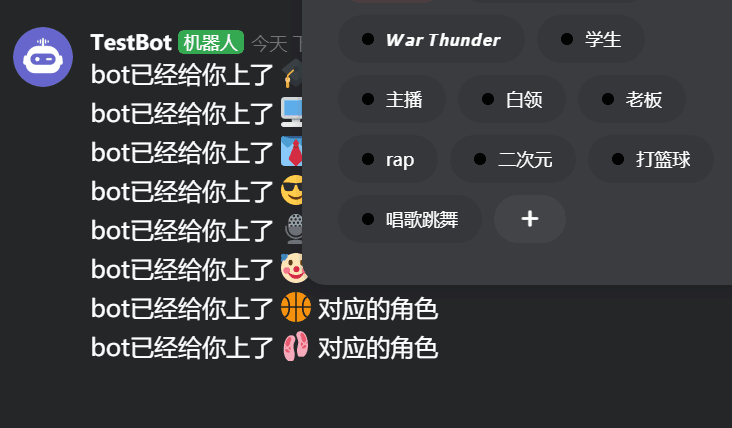 TestBot 机器人 今天 下
bot已经给你上了
bot已经给你上了
bot已经给你上了
bot已经给你上了
bot已经给你上了
bot已经给你上了
bot已经给你上了 🏀 对应的角色
bot已经给你上了 🩰 对应的角色
War Thunder 学生
主播 白领 老板
rap 二次元 打篮球
唱歌跳舞 +